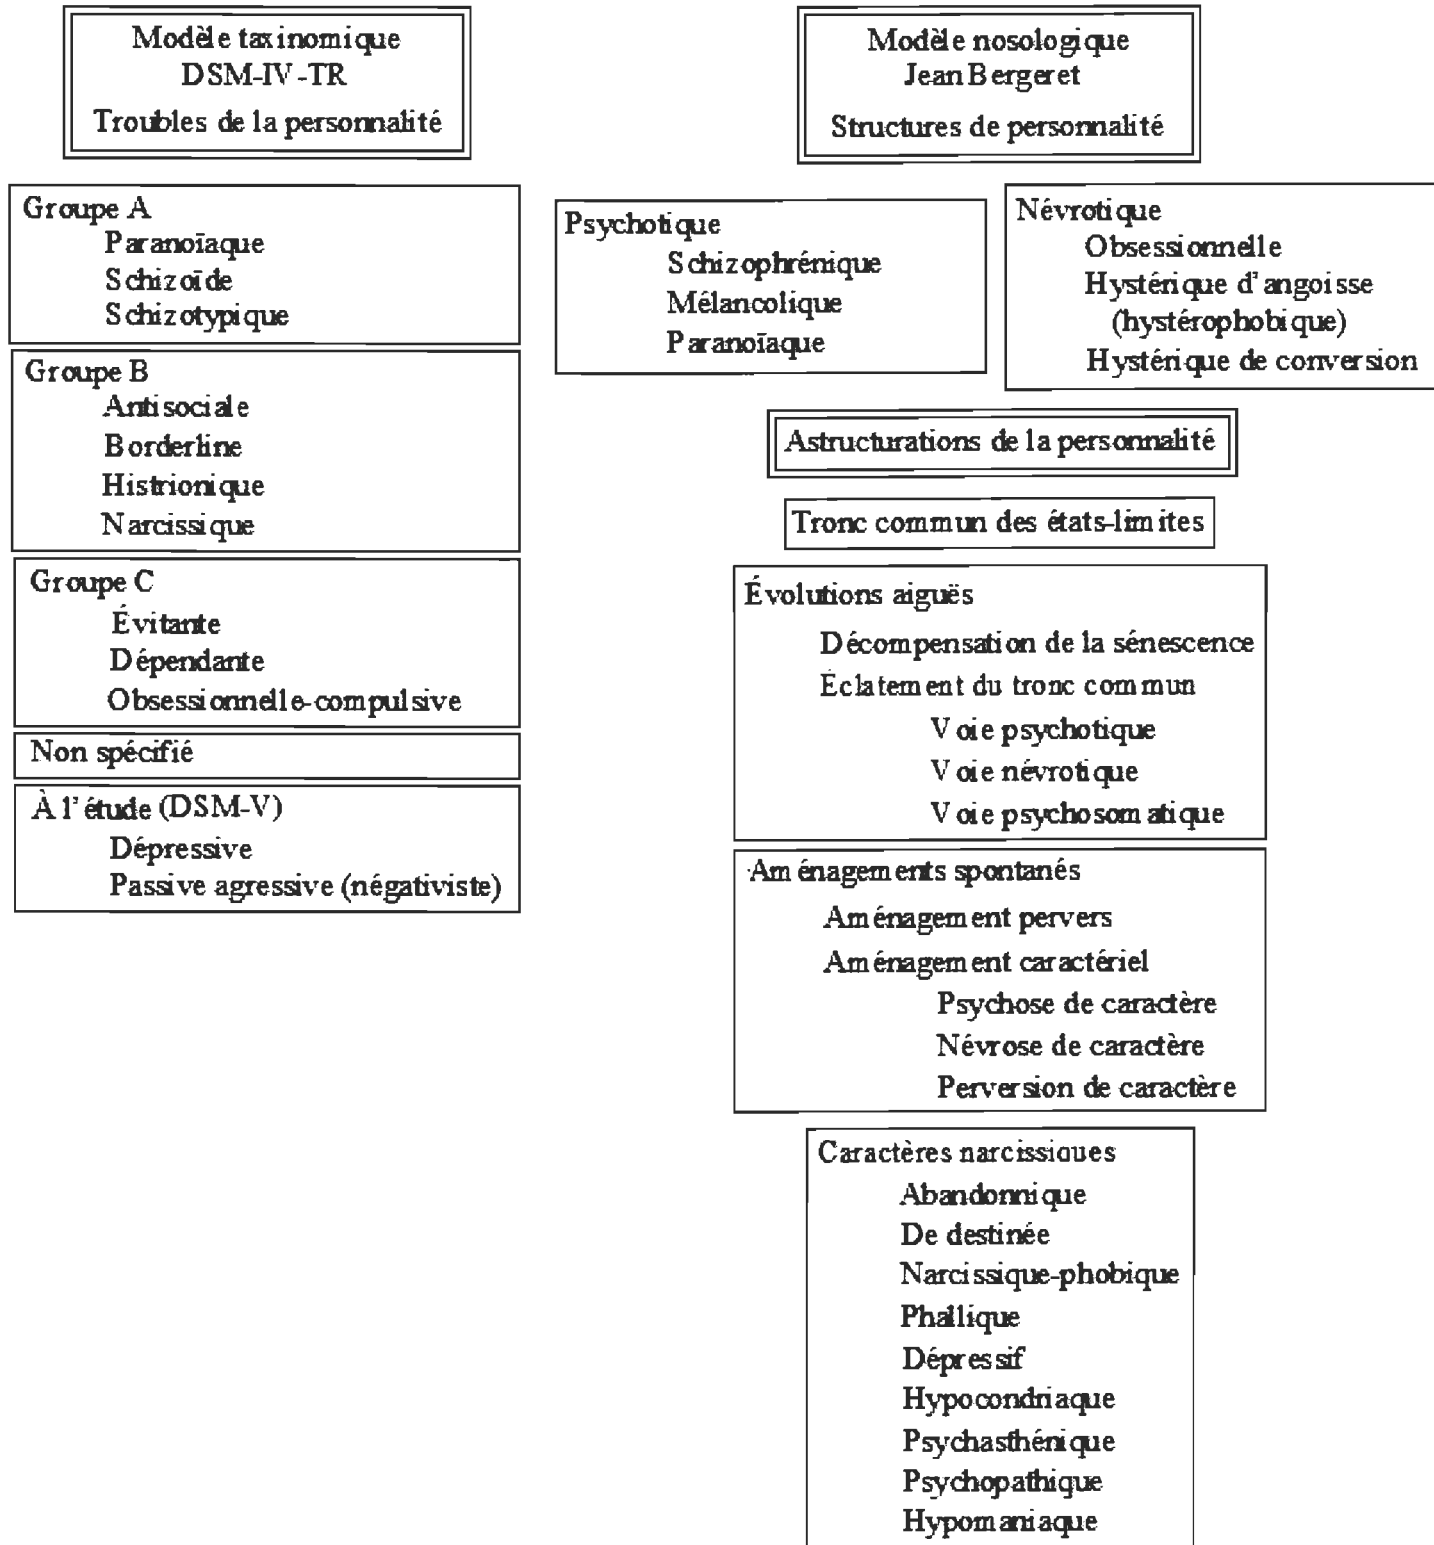 Modèle taxinomique
DSM-IV-TR
Troubles de la personnalité
Groupe A
Paranoïaque
Schizoïde
Schizotypique
Groupe B
Antisociale
Borderline
Histrionique
Narcissique
Groupe C
Évitante
Dépendante
Obsessionnelle-compulsive
Non spécifié
À l'étude (DSM-V)
Dépressive
Passive agressive (négativiste)
Modèle nosologique
Jean Bergeret
Structures de personnalité
Psychotique
Schizophrénique
Mélancolique
Paranoïaque
Névrotique
Obsessionnelle
Hystérique d'angoisse
(hystérophobique)
Hystérique de conversion
Astructurations de la personnalité
Tronc commun des états-limites
Évolutions aiguës
Décompensation de la sénescence
Éclatement du tronc commun
Voie psychotique
Voie névrotique
Voie psychosomatique
Aménagements spontanés
Aménagement pervers
Aménagement caractériel
Psychose de caractère
Névrose de caractère
Perversion de caractère
Caractères narcissiques
Abandonnique
De destinée
Narcissique-phobique
Phallique
Dépressif
Hypocondriaque
Psychasthénique
Psychopathique
Hypomaniaque